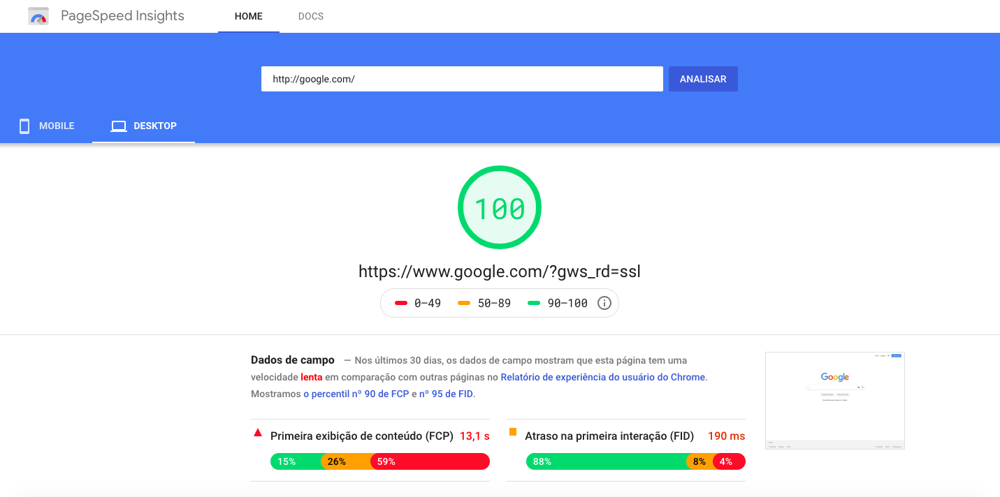 PageSpeed Insights
HOME
DOCS
http://google.com/
ANALISAR
MOBILE
DESKTOP
100
https://www.google.com/?gws_rd=ssl
0–49
50–89
90–100
Dados de campo — Nos últimos 30 dias, os dados de campo mostram que esta página tem uma
velocidade lenta em comparação com outras páginas no Relatório de experiência do usuário do Chrome.
Mostramos o percentil nº 90 de FCP e nº 95 de FID.
Google
Primeira exibição de conteúdo (FCP) 13,1 s
15% 26% 59%
Atraso na primeira interação (FID) 190 ms
88% 8% 4%